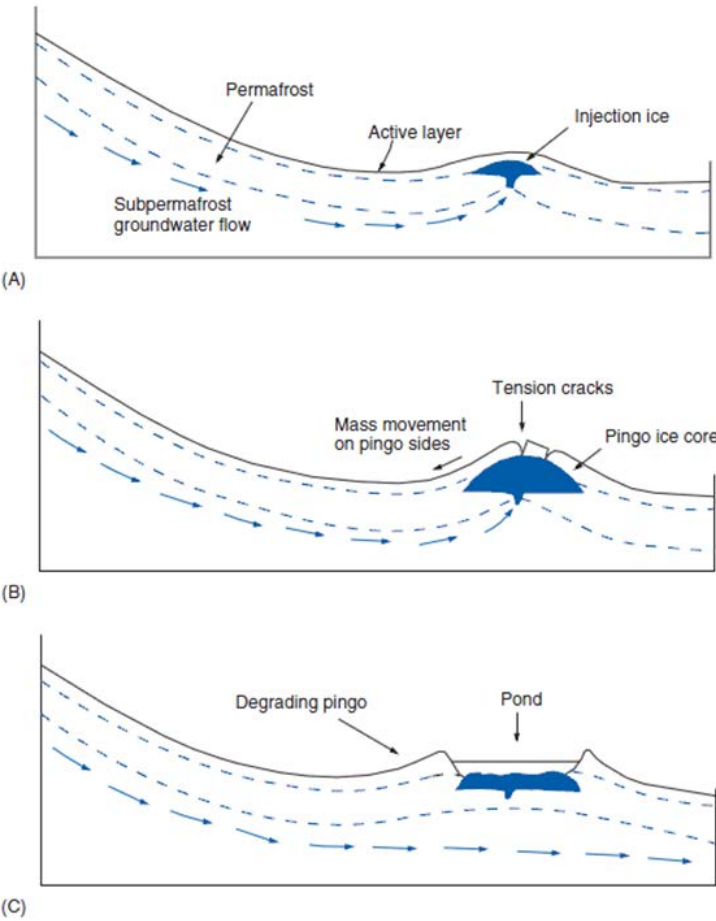 Permafrost
Injection ice
Active layer
Subpermafrost
groundwater flow
(A)
Tension cracks
Mass movement
on pingo sides
Pingo ice core
(B)
Degrading pingo
Pond
(C)